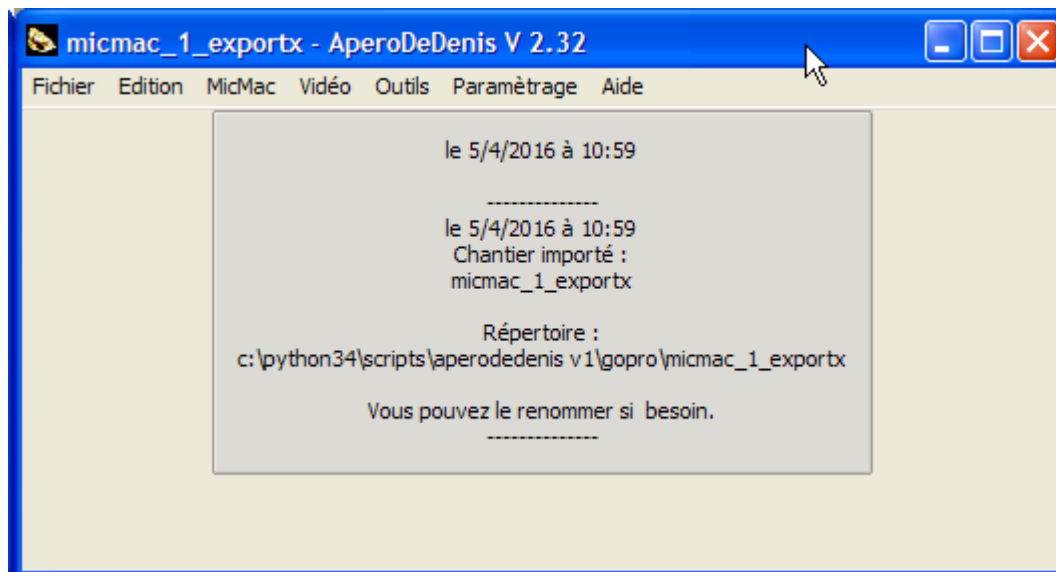 micmac_1_exportx - AperoDeDenis V 2.32
Fichier Edition MicMac Vidéo Outils Paramètrage Aide
le 5/4/2016 à 10:59
--------------
le 5/4/2016 à 10:59
Chantier importé :
micmac_1_exportx
Répertoire :
c:\python34\scripts\aperodedenis v1\gopro\micmac_1_exportx
Vous pouvez le renommer si  besoin.
--------------